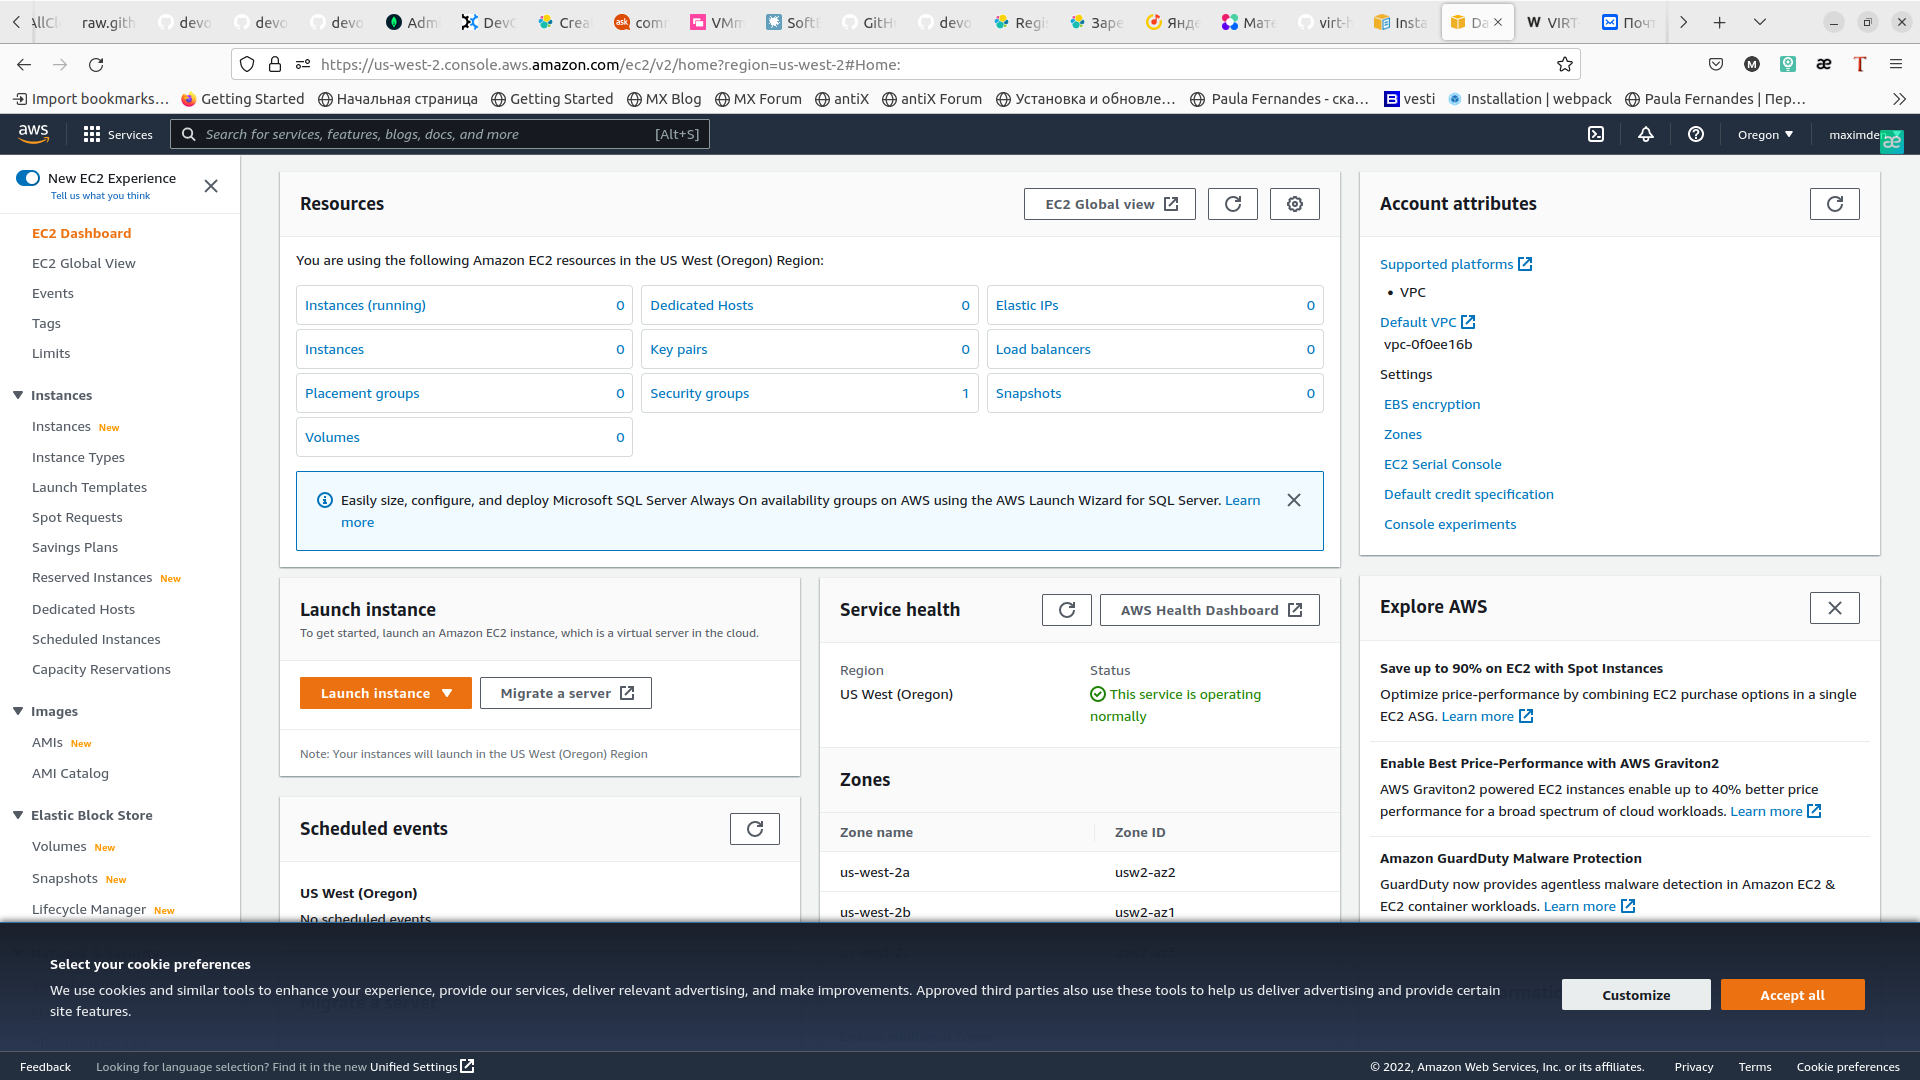 AllCl
raw.gith
devo
devo
devo
Adm
DevO
Crea
comm
VMm
Soft
GitH
devo
Regi
Заре
Янде
Мате
virt-
Insta
Da
VIRT
Почт
https://us-west-2.console.aws.amazon.com/ec2/v2/home?region=us-west-2#Home:
Import bookmarks…
Getting Started
Начальная страница
Getting Started
MX Blog
MX Forum
antiX
antiX Forum
Установка и обновле…
Paula Fernandes - ска…
vesti
Installation | webpack
Paula Fernandes | Пер…
aws
Services
Search for services, features, blogs, docs, and more
[Alt+S]
Oregon
maximde
New EC2 Experience
Tell us what you think
EC2 Dashboard
EC2 Global View
Events
Tags
Limits
Instances
Instances New
Instance Types
Launch Templates
Spot Requests
Savings Plans
Reserved Instances New
Dedicated Hosts
Scheduled Instances
Capacity Reservations
Images
AMIs New
AMI Catalog
Elastic Block Store
Volumes New
Snapshots New
Lifecycle Manager New
Resources
EC2 Global view
You are using the following Amazon EC2 resources in the US West (Oregon) Region:
Instances (running) 0
Dedicated Hosts 0
Elastic IPs 0
Instances 0
Key pairs 0
Load balancers 0
Placement groups 0
Security groups 1
Snapshots 0
Volumes 0
Easily size, configure, and deploy Microsoft SQL Server Always On availability groups on AWS using the AWS Launch Wizard for SQL Server. Learn
more
Launch instance
To get started, launch an Amazon EC2 instance, which is a virtual server in the cloud.
Launch instance
Migrate a server
Note: Your instances will launch in the US West (Oregon) Region
Scheduled events
US West (Oregon)
No scheduled events
Service health
AWS Health Dashboard
Region
US West (Oregon)
Status
This service is operating
normally
Zones
Zone name
Zone ID
us-west-2a
usw2-az2
us-west-2b
usw2-az1
Account attributes
Supported platforms
• VPC
Default VPC
vpc-0f0ee16b
Settings
EBS encryption
Zones
EC2 Serial Console
Default credit specification
Console experiments
Explore AWS
Save up to 90% on EC2 with Spot Instances
Optimize price-performance by combining EC2 purchase options in a single
EC2 ASG. Learn more
Enable Best Price-Performance with AWS Graviton2
AWS Graviton2 powered EC2 instances enable up to 40% better price
performance for a broad spectrum of cloud workloads. Learn more
Amazon GuardDuty Malware Protection
GuardDuty now provides agentless malware detection in Amazon EC2 &
EC2 container workloads. Learn more
Select your cookie preferences
We use cookies and similar tools to enhance your experience, provide our services, deliver relevant advertising, and make improvements. Approved third parties also use these tools to help us deliver advertising and provide certain
site features.
Customize
Accept all
Feedback
Looking for language selection? Find it in the new Unified Settings
© 2022, Amazon Web Services, Inc. or its affiliates.
Privacy
Terms
Cookie preferences